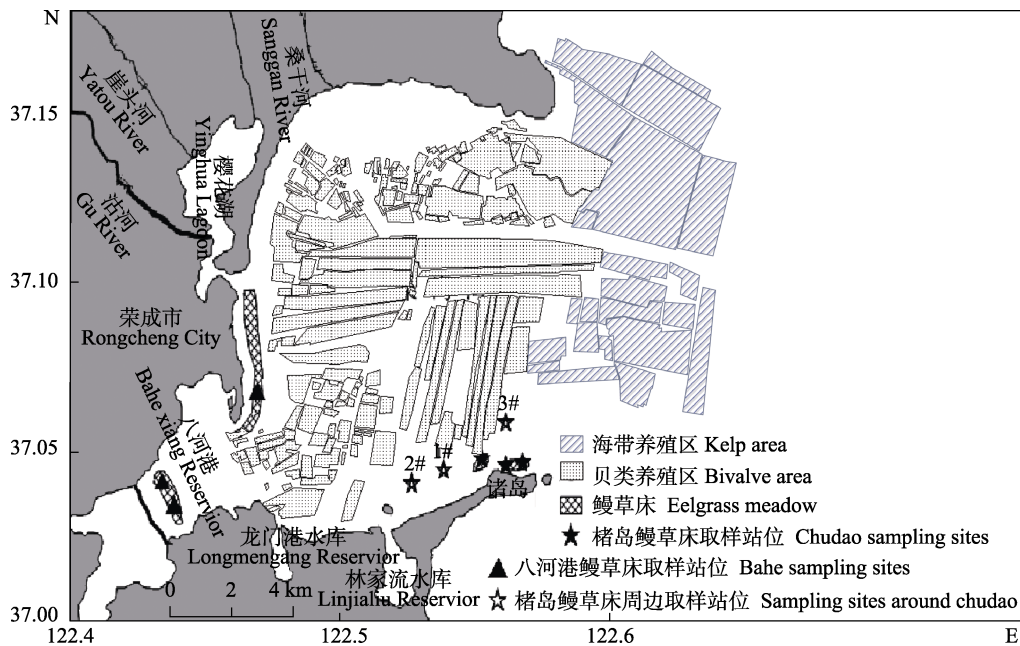 N
37.15
37.10
37.05
37.00
122.4
122.5
122.6
E
崖头河
Yatou River
桑干河
Sanggan River
樱花湖
Yinghua Lagoon
沽河
Gu River
荣成市
Rongcheng City
八河港
Bahe xiang Reservior
龙门港水库
Longmengang Reservior
林家流水库
Linjialiu Reservior
0 2 4 km
3#
1#
2#
诸岛
海带养殖区 Kelp area
贝类养殖区 Bivalve area
鳗草床 Eelgrass meadow
楮岛鳗草床取样站位 Chudao sampling sites
八河港鳗草床取样站位 Bahe sampling sites
楮岛鳗草床周边取样站位 Sampling sites around chudao